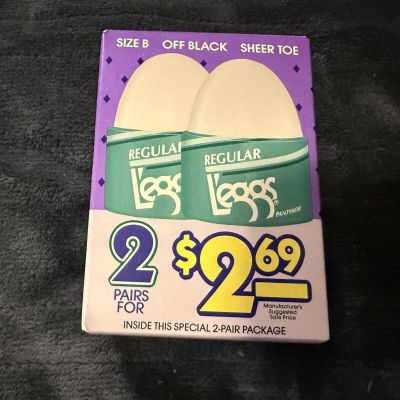 SIZE B OFF BLACK SHEER TOE
REGULAR
L'eggs
REGULAR
L'eggs®
PANTYHOSE
2
PAIRS
FOR
$2.69
Manufacturer's
Suggested
Sale Price
INSIDE THIS SPECIAL 2-PAIR PACKAGE